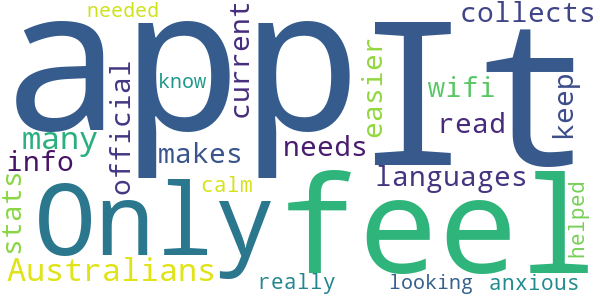 needed
app
It
current
collects
know
easier
wifi
keep
official
read
many
makes
needs
info
languages
stats
Only
calm
feel
helped
Australians
really
looking
anxious